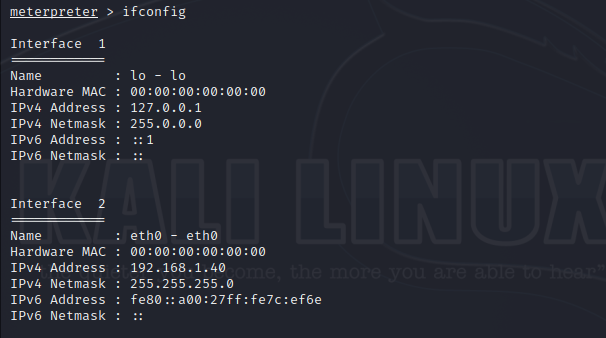 meterpreter > ifconfig
Interface  1
============
Name         : lo - lo
Hardware MAC : 00:00:00:00:00:00
IPv4 Address : 127.0.0.1
IPv4 Netmask : 255.0.0.0
IPv6 Address : ::1
IPv6 Netmask : ::
KALI LINUX
Interface  2
============
Name         : eth0 - eth0
Hardware MAC : 00:00:00:00:00:00
IPv4 Address : 192.168.1.40
IPv4 Netmask : 255.255.255.0
come, the more you are able to hear"
IPv6 Address : fe80::a00:27ff:fe7c:ef6e
IPv6 Netmask : ::